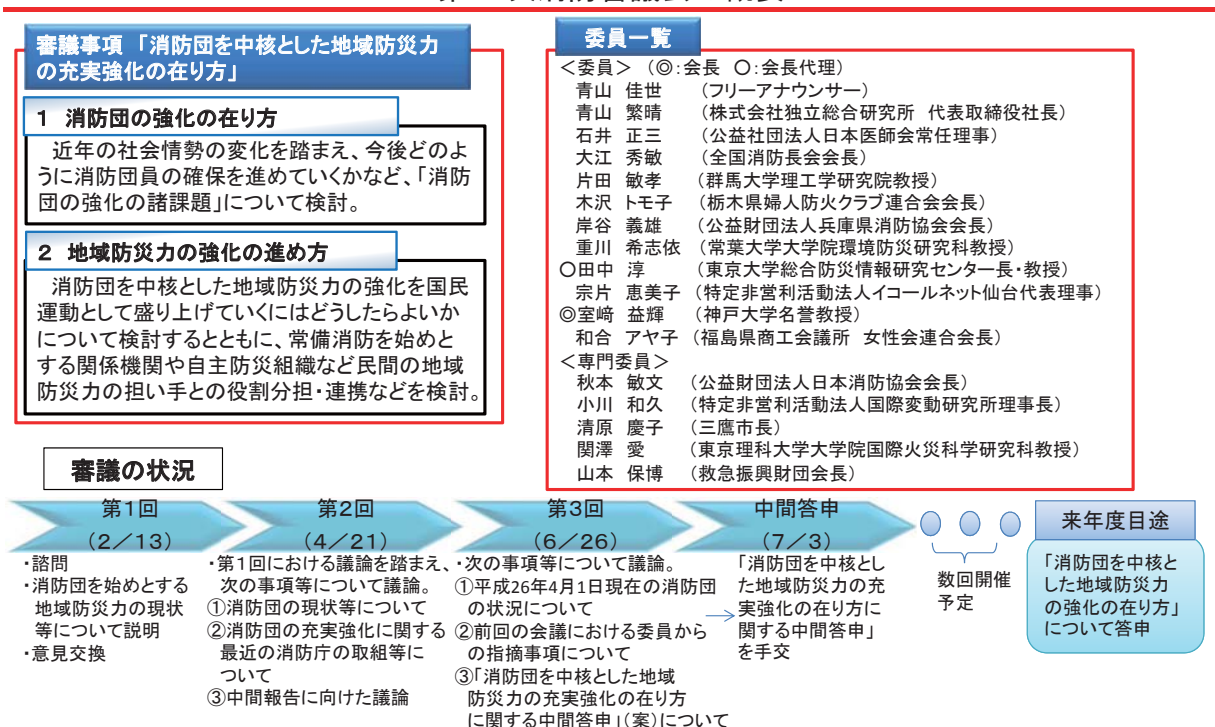 審議事項 「消防団を中核とした地域防災力
の充実強化の在り方」
1 消防団の強化の在り方
近年の社会情勢の変化を踏まえ、今後どのよ
うに消防団員の確保を進めていくかなど、「消防
団の強化の諸課題」について検討。
2 地域防災力の強化の進め方
消防団を中核とした地域防災力の強化を国民
運動として盛り上げていくにはどうしたらよいか
について検討するとともに、常備消防を始めと
する関係機関や自主防災組織など民間の地域
防災力の担い手との役割分担・連携などを検討。
委員一覧
<委員> (◎:会長 〇:会長代理)
青山 佳世 (フリーアナウンサー)
青山 繁晴 (株式会社独立総合研究所 代表取締役社長)
石井 正三 (公益社団法人日本医師会常任理事)
大江 秀敏 (全国消防長会会長)
片田 敏孝 (群馬大学理工学研究院教授)
木沢 トモ子 (栃木県婦人防火クラブ連合会会長)
岸谷 義雄 (公益財団法人兵庫県消防協会会長)
重川 希志依 (常葉大学大学院環境防災研究科教授)
〇田中 淳 (東京大学総合防災情報研究センター長・教授)
宗片 恵美子 (特定非営利活動法人イコールネット仙台代表理事)
◎室﨑 益輝 (神戸大学名誉教授)
和合 アヤ子 (福島県商工会議所 女性会連合会長)
<専門委員>
秋本 敏文 (公益財団法人日本消防協会会長)
小川 和久 (特定非営利活動法人国際変動研究所理事長)
清原 慶子 (三鷹市長)
関澤 愛 (東京理科大学大学院国際火災科学研究科教授)
山本 保博 (救急振興財団会長)
審議の状況
第1回
(2/13)
・諮問
・消防団を始めとする
地域防災力の現状
等について説明
・意見交換
第2回
(4/21)
・第1回における議論を踏まえ、
次の事項等について議論。
①消防団の現状等について
②消防団の充実強化に関する
最近の消防庁の取組等に
ついて
③中間報告に向けた議論
第3回
(6/26)
・次の事項等について議論。
①平成26年4月1日現在の消防団
の状況について
②前回の会議における委員から
の指摘事項について
③「消防団を中核とした地域
防災力の充実強化の在り方
に関する中間答申」(案)について
中間答申
(7/3)
「消防団を中核とし
た地域防災力の充
実強化の在り方に
関する中間答申」
を手交
数回開催
予定
来年度目途
「消防団を中核と
した地域防災力
の強化の在り方」
について答申